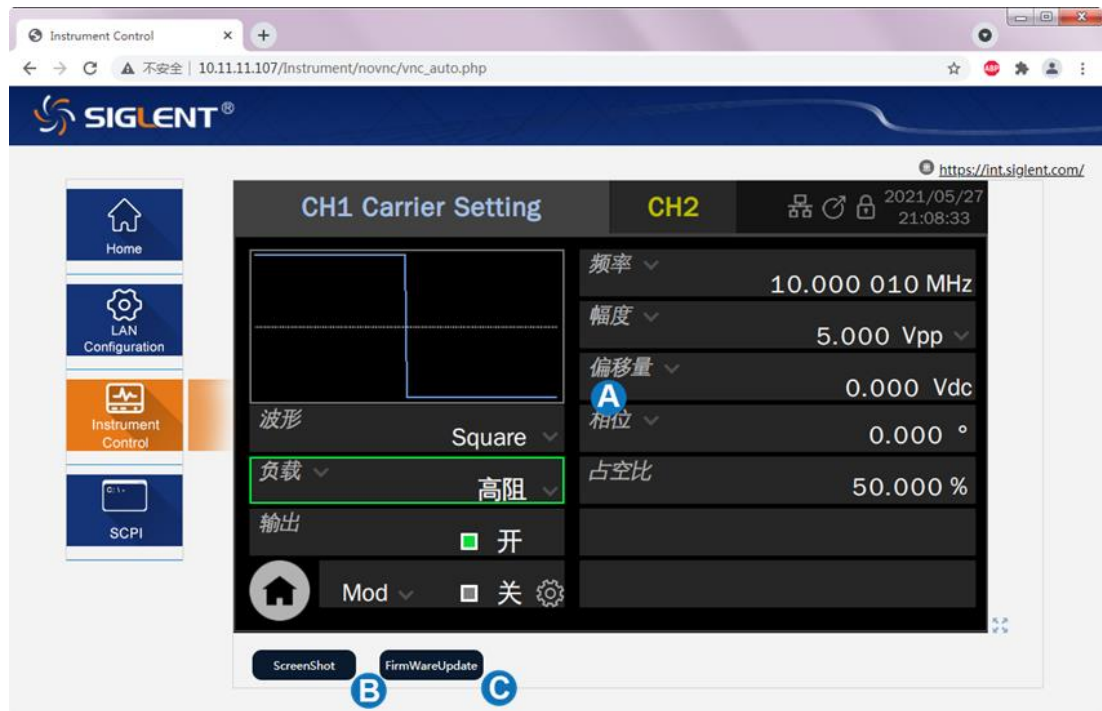 Instrument Control
不安全 | 10.11.11.107/Instrument/novnc/vnc_auto.php
ABP
SIGLENT®
https://int.siglent.com/
Home
LAN
Configuration
Instrument
Control
C:\.
SCPI
CH1 Carrier Setting
CH2
2021/05/27
21:08:33
波形
Square
负载
高阻
输出
开
Mod
关
频率
10.000 010 MHz
幅度
5.000 Vpp
偏移量
A
0.000 Vdc
相位
0.000 °
占空比
50.000 %
ScreenShot
B
FirmWareUpdate
C